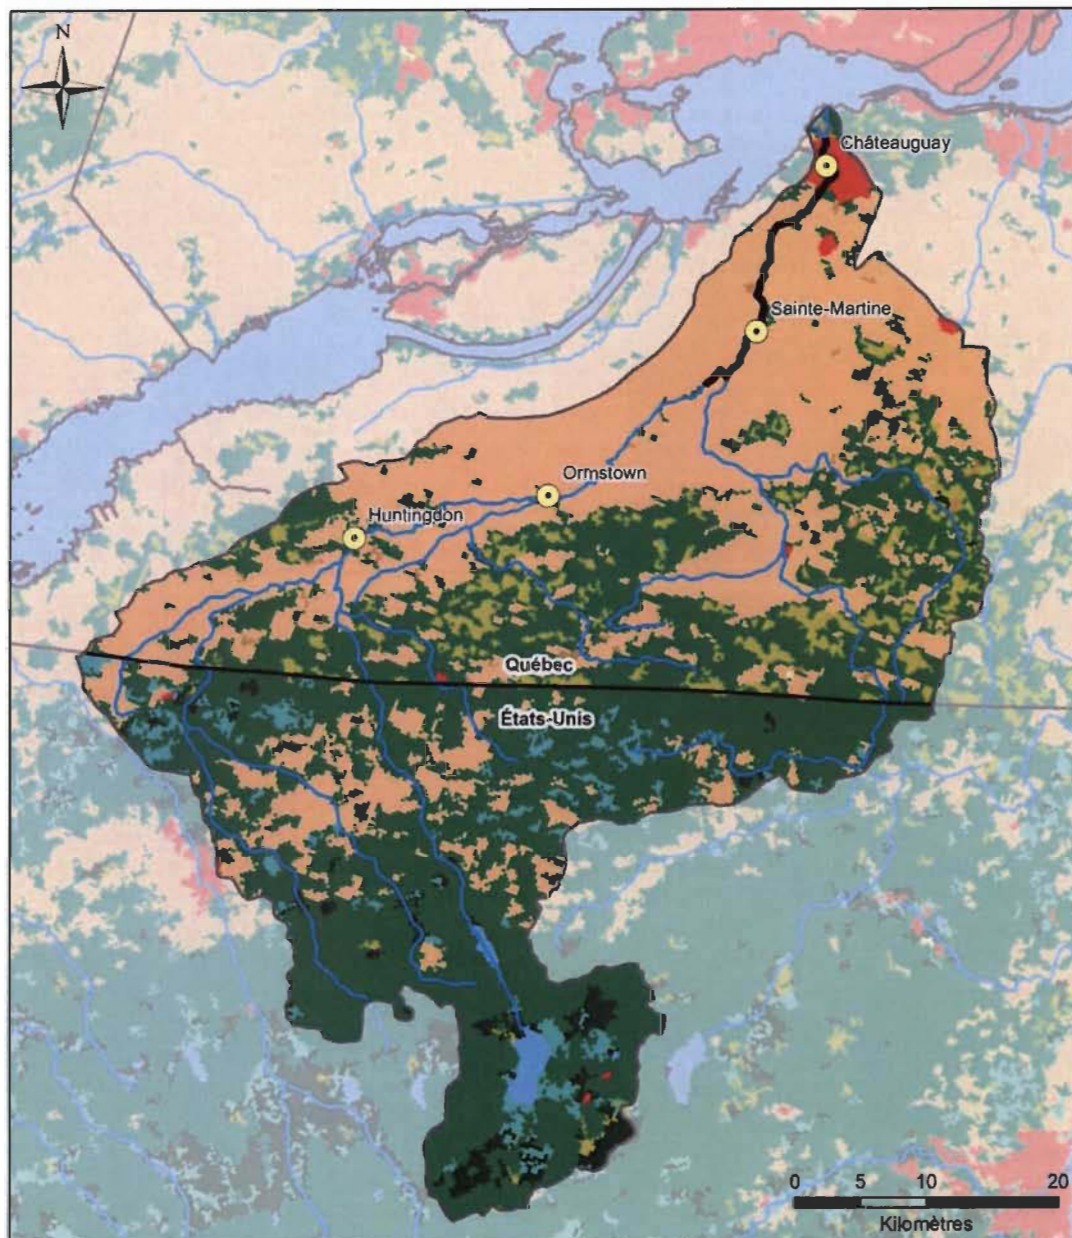 N
Châteauguay
Sainte-Martine
Ormstown
Huntingdon
Québec
États-Unis
0 5 10 20
Kilomètres